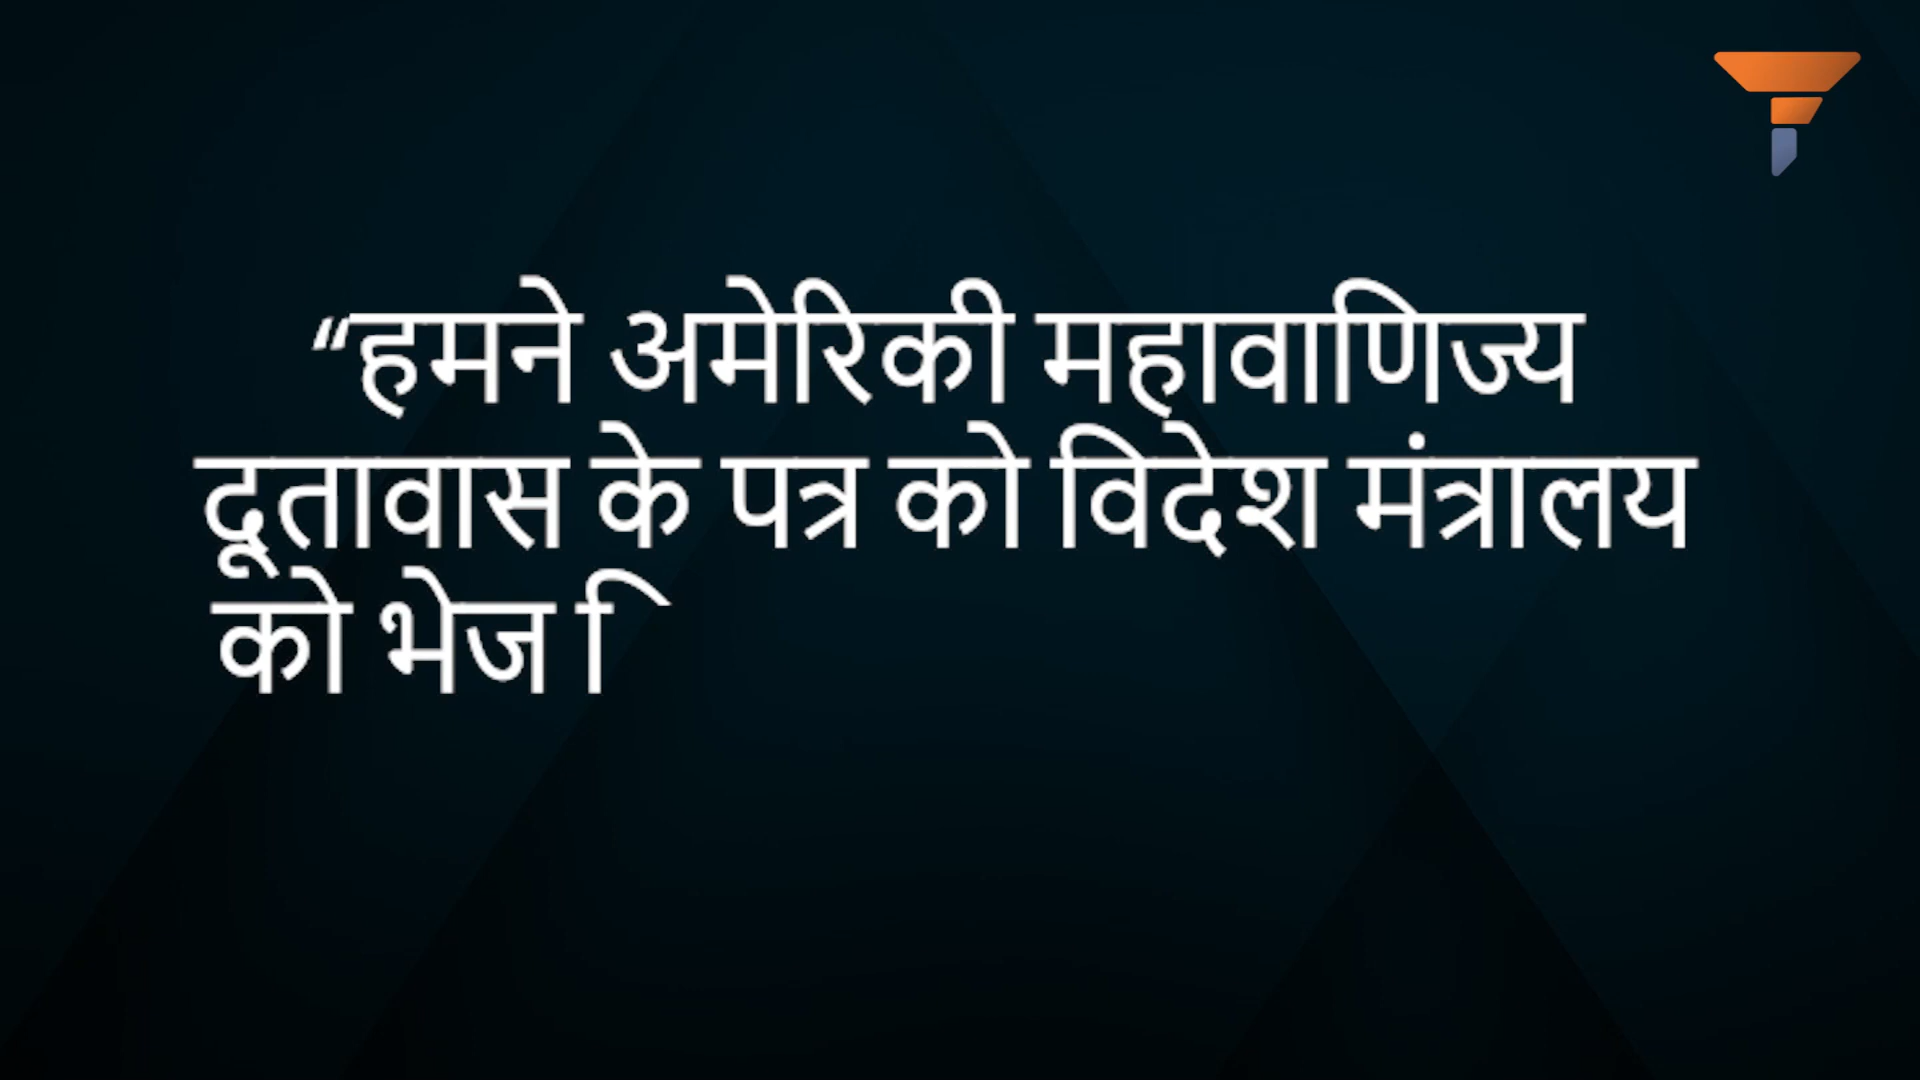 “हमने अमेरिकी महावाणिज्य
दूतावास के पत्र को विदेश मंत्रालय
को भेज ि